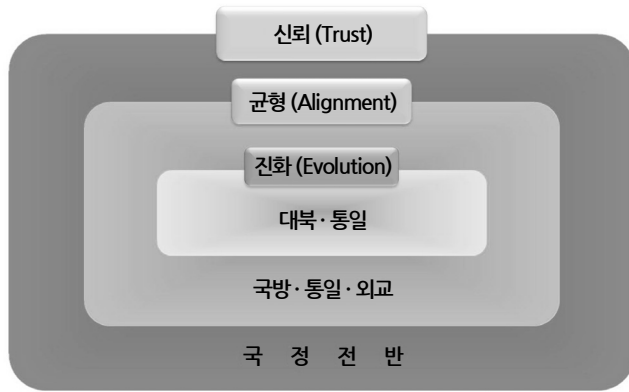 신뢰 (Trust)
균형 (Alignment)
진화 (Evolution)
대북 · 통일
국방 · 통일 · 외교
국 정 전 반